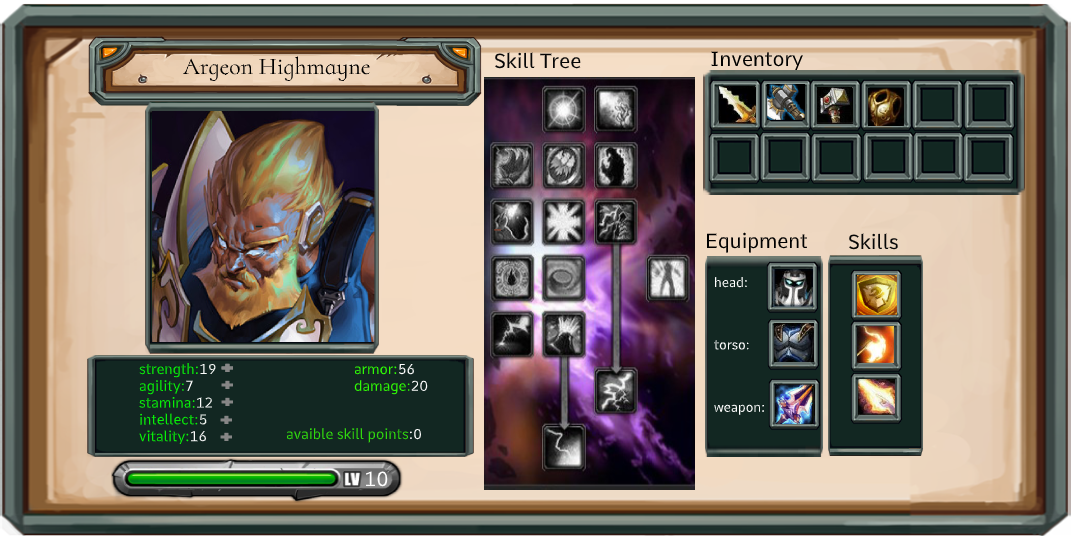 Argeon Highmayne
strength:19
agility:7
stamina:12
intellect:5
vitality:16
armor:56
damage:20
avaible skill points:0
LV 10
Skill Tree
Inventory
Equipment
head:
torso:
weapon:
Skills